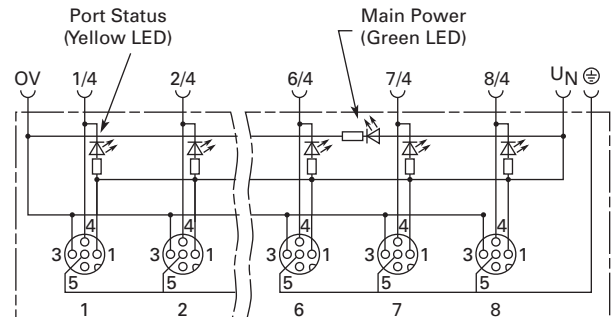 Port Status
(Yellow LED)
Main Power
(Green LED)
0V 1/4 2/4 6/4 7/4 8/4 UN
4 4 4 4 4
3 1 3 1 3 1 3 1 3 1
5 5 5 5 5
1 2 6 7 8